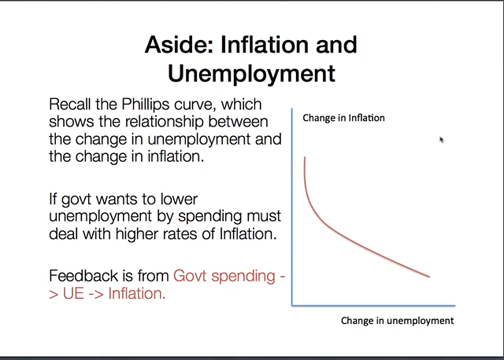 Aside: Inflation and
Unemployment
Recall the Phillips curve, which
shows the relationship between
the change in unemployment and
the change in inflation.
If govt wants to lower
unemployment by spending must
deal with higher rates of Inflation.
Feedback is from Govt spending -
> UE -> Inflation.
Change in Inflation
Change in unemployment